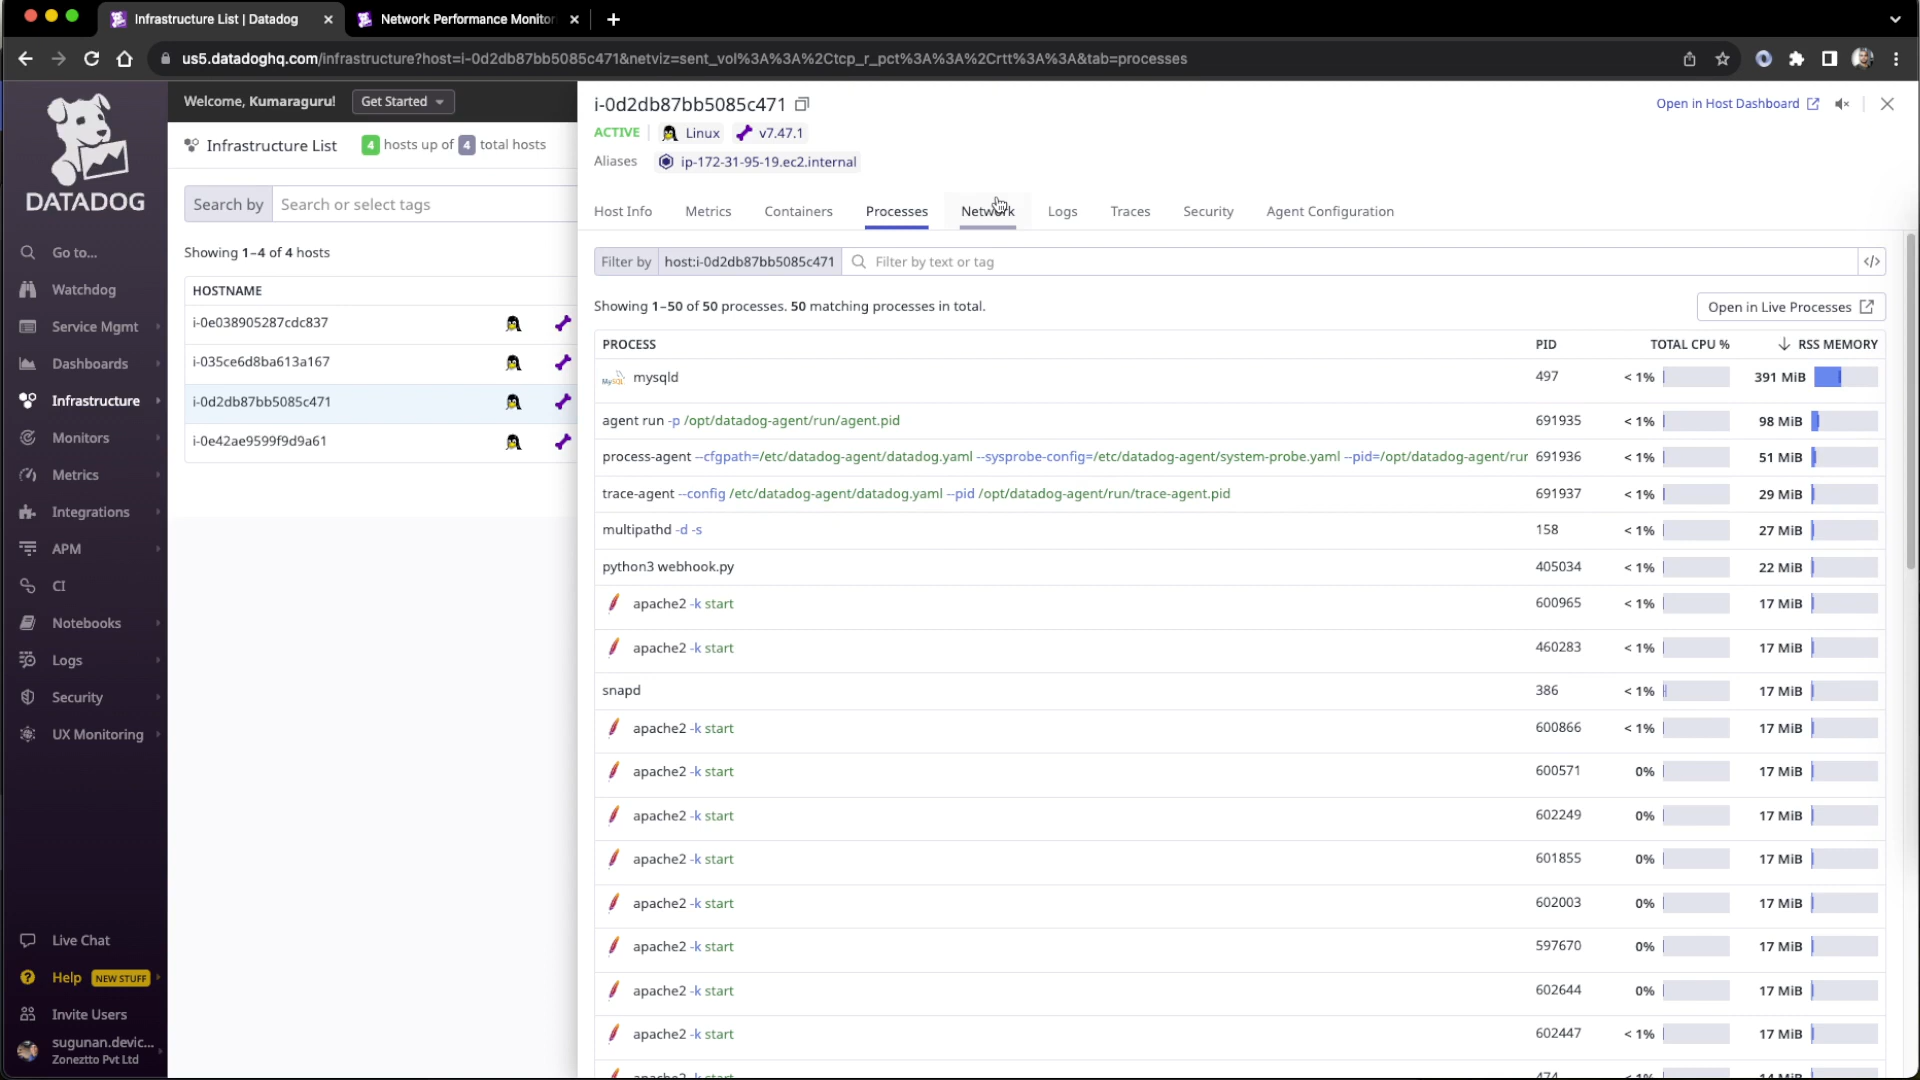 Infrastructure List | Datadog
Network Performance Monitor
us5.datadoghq.com/infrastructure?host=i-0d2db87bb5085c471&netviz=sent_vol%3A%3A%2Ctcp_r_pct%3A%3A%2Crtt%3A%3A&tab=processes
DATADOG
Go to...
Watchdog
Service Mgmt
Dashboards
Infrastructure
Monitors
Metrics
Integrations
APM
CI
Notebooks
Logs
Security
UX Monitoring
Live Chat
Help NEW STUFF
Invite Users
sugunan.devic...
Zoneztto Pvt Ltd
Welcome, Kumaraguru! Get Started
Infrastructure List 4 hosts up of 4 total hosts
Search by Search or select tags
Showing 1–4 of 4 hosts
HOSTNAME
i-0e038905287cdc837
i-035ce6d8ba613a167
i-0d2db87bb5085c471
i-0e42ae9599f9d9a61
i-0d2db87bb5085c471 Open in Host Dashboard
ACTIVE Linux v7.47.1
Aliases ip-172-31-95-19.ec2.internal
Host Info Metrics Containers Processes Network Logs Traces Security Agent Configuration
Filter by host:i-0d2db87bb5085c471 Filter by text or tag </>
Showing 1–50 of 50 processes. 50 matching processes in total. Open in Live Processes
PROCESS PID TOTAL CPU % RSS MEMORY
MySQL mysqld 497 < 1% 391 MiB
agent run -p /opt/datadog-agent/run/agent.pid 691935 < 1% 98 MiB
process-agent --cfgpath=/etc/datadog-agent/datadog.yaml --sysprobe-config=/etc/datadog-agent/system-probe.yaml --pid=/opt/datadog-agent/run 691936 < 1% 51 MiB
trace-agent --config /etc/datadog-agent/datadog.yaml --pid /opt/datadog-agent/run/trace-agent.pid 691937 < 1% 29 MiB
multipathd -d -s 158 < 1% 27 MiB
python3 webhook.py 405034 < 1% 22 MiB
apache2 -k start 600965 < 1% 17 MiB
apache2 -k start 460283 < 1% 17 MiB
snapd 386 < 1% 17 MiB
apache2 -k start 600866 < 1% 17 MiB
apache2 -k start 600571 0% 17 MiB
apache2 -k start 602249 0% 17 MiB
apache2 -k start 601855 0% 17 MiB
apache2 -k start 602003 0% 17 MiB
apache2 -k start 597670 0% 17 MiB
apache2 -k start 602644 0% 17 MiB
apache2 -k start 602447 < 1% 17 MiB
apache2 -k start 474 < 1% 14 MiB